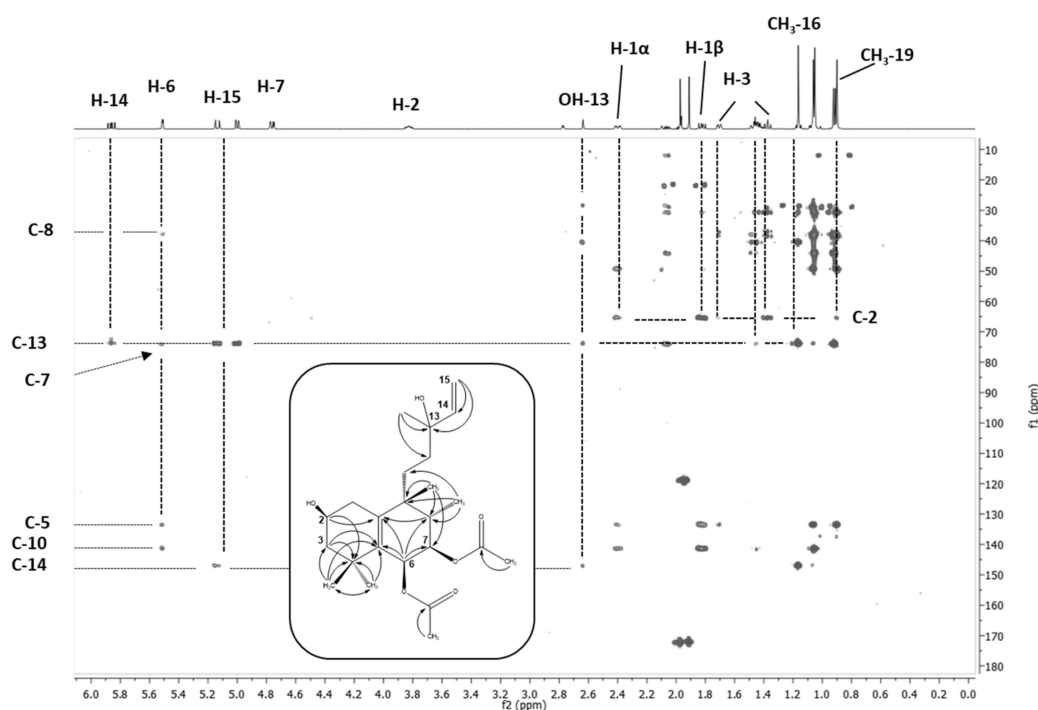 CH₃-16
H-1α
H-1β
CH₃-19
H-3
H-6
H-7
H-14
H-15
H-2
OH-13
C-8
C-2
C-13
C-7
C-5
C-10
C-14
15
HO
14
13
CH₃
CH₃
HO
2
3
7
O
6
O
CH₃
H₃C
CH₃
O
O
CH₃
10
20
30
40
50
60
70
80
90
100
110
120
130
140
150
160
170
180
f1 (ppm)
6.0 5.8 5.6 5.4 5.2 5.0 4.8 4.6 4.4 4.2 4.0 3.8 3.6 3.4 3.2 3.0 2.8 2.6 2.4 2.2 2.0 1.8 1.6 1.4 1.2 1.0 0.8 0.6 0.4 0.2 0.0
f2 (ppm)